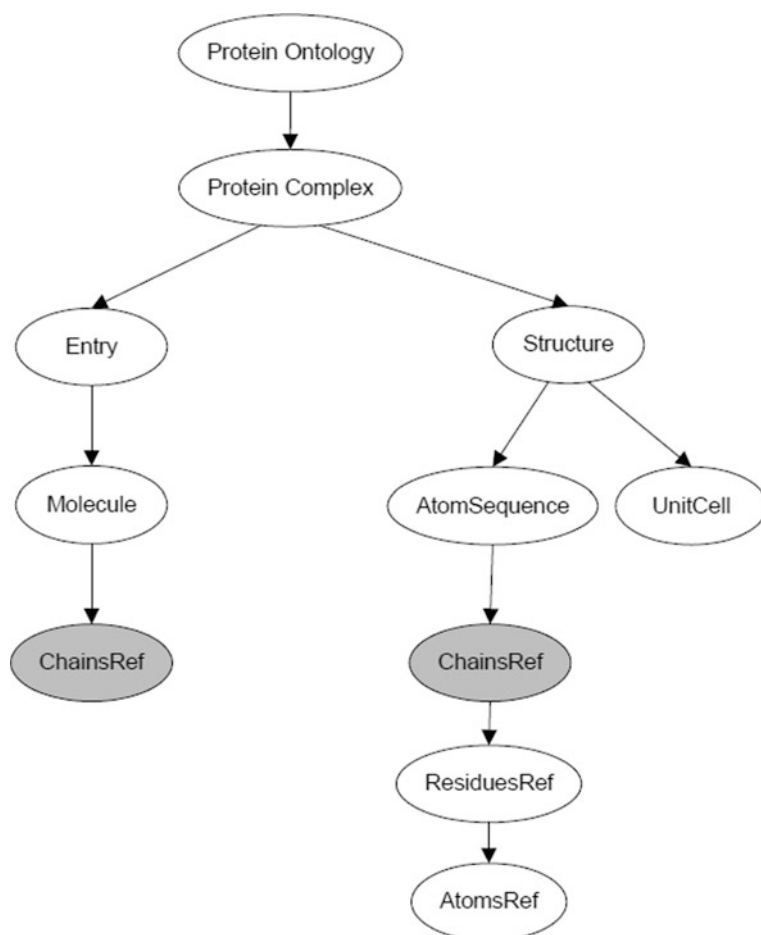 Protein Ontology
Protein Complex
Entry
Structure
Molecule
AtomSequence
UnitCell
ChainsRef
ChainsRef
ResiduesRef
AtomsRef